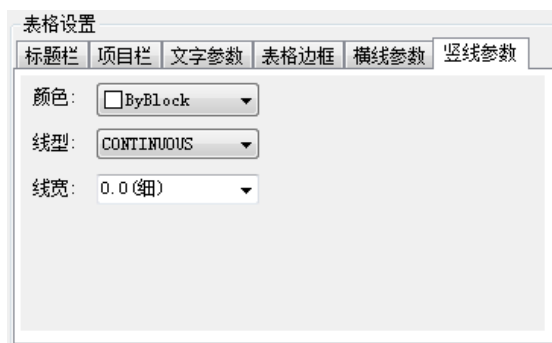 表格设置
标题栏 项目栏 文字参数 表格边框 横线参数 竖线参数
颜色: ByBlock
线型: CONTINUOUS
线宽: 0.0(细)